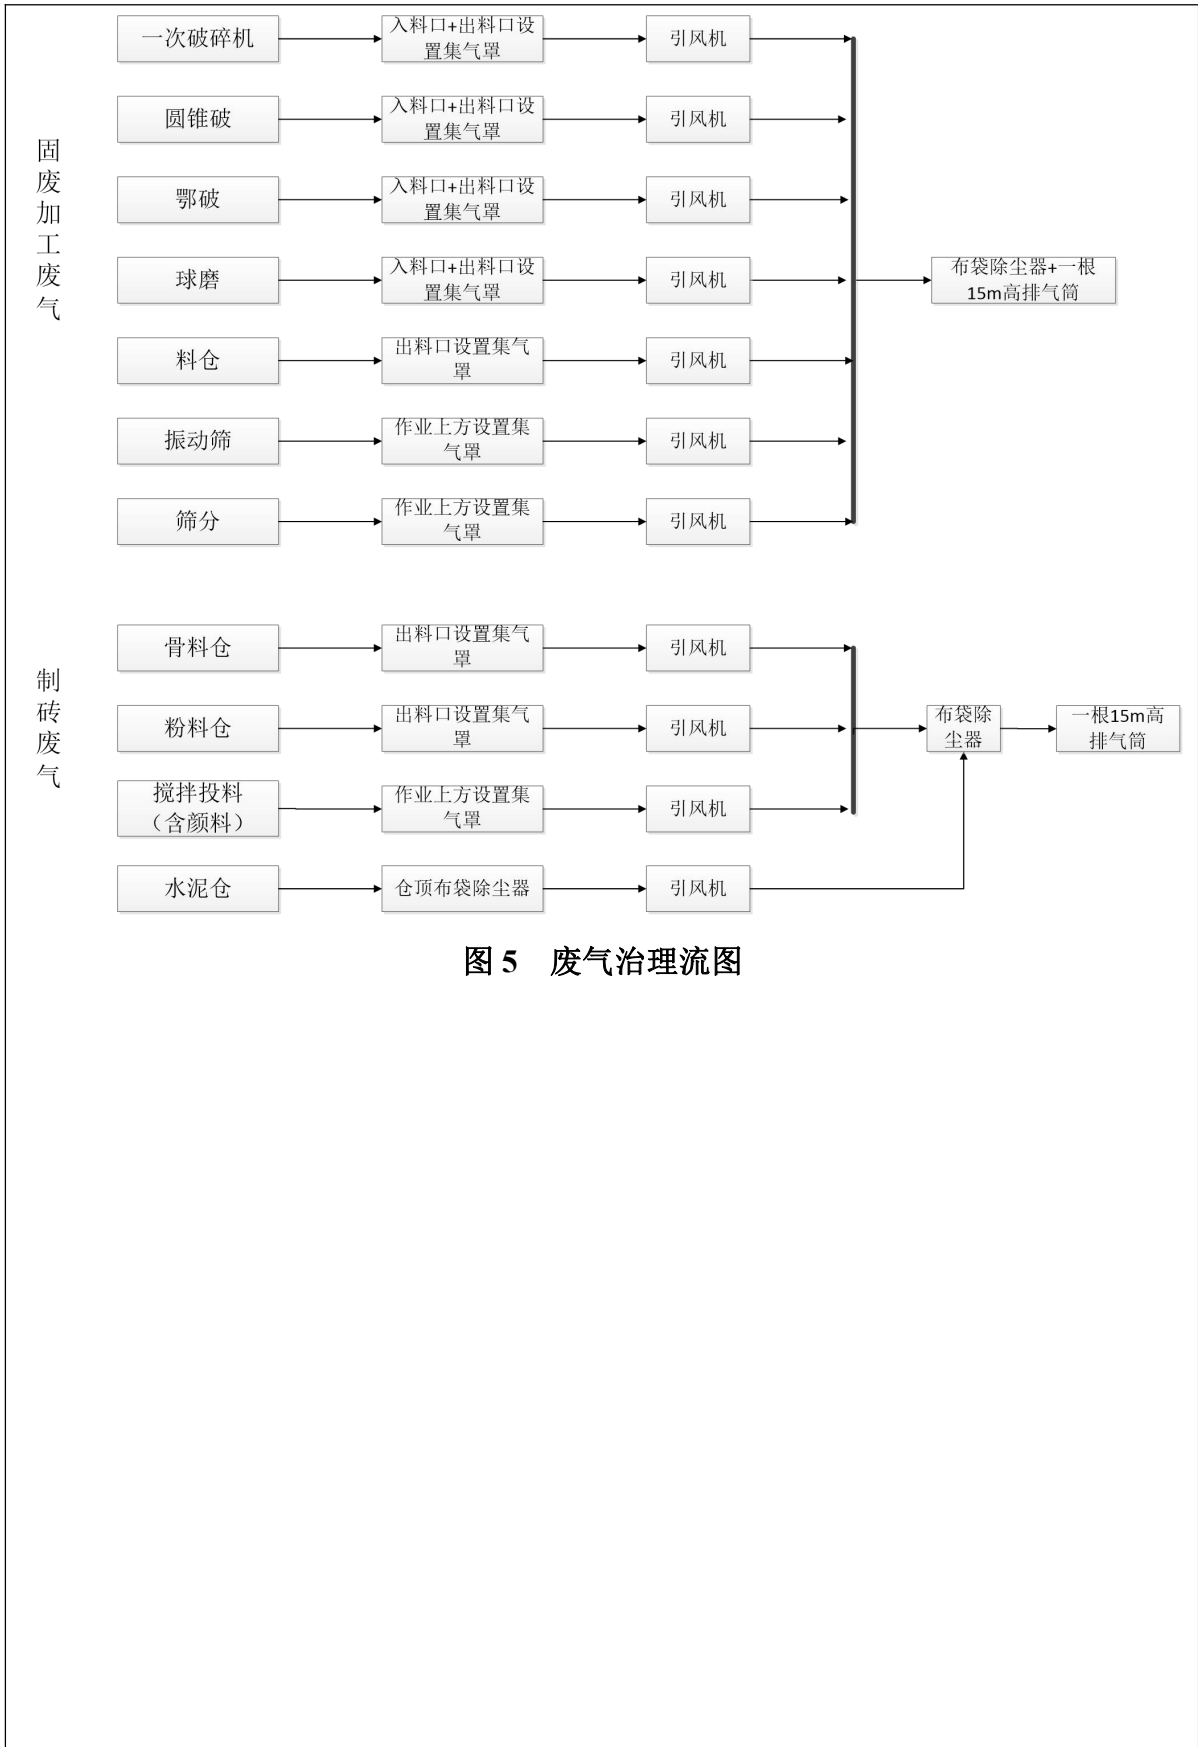 固废加工废气
一次破碎机
入料口+出料口设
置集气罩
引风机
圆锥破
入料口+出料口设
置集气罩
引风机
鄂破
入料口+出料口设
置集气罩
引风机
球磨
入料口+出料口设
置集气罩
引风机
布袋除尘器+一根
15m高排气筒
料仓
出料口设置集气
罩
引风机
振动筛
作业上方设置集
气罩
引风机
筛分
作业上方设置集
气罩
引风机
制砖废气
骨料仓
出料口设置集气
罩
引风机
粉料仓
出料口设置集气
罩
引风机
布袋除
尘器
一根15m高
排气筒
搅拌投料
（含颜料）
作业上方设置集
气罩
引风机
水泥仓
仓顶布袋除尘器
引风机
图 5 废气治理流图